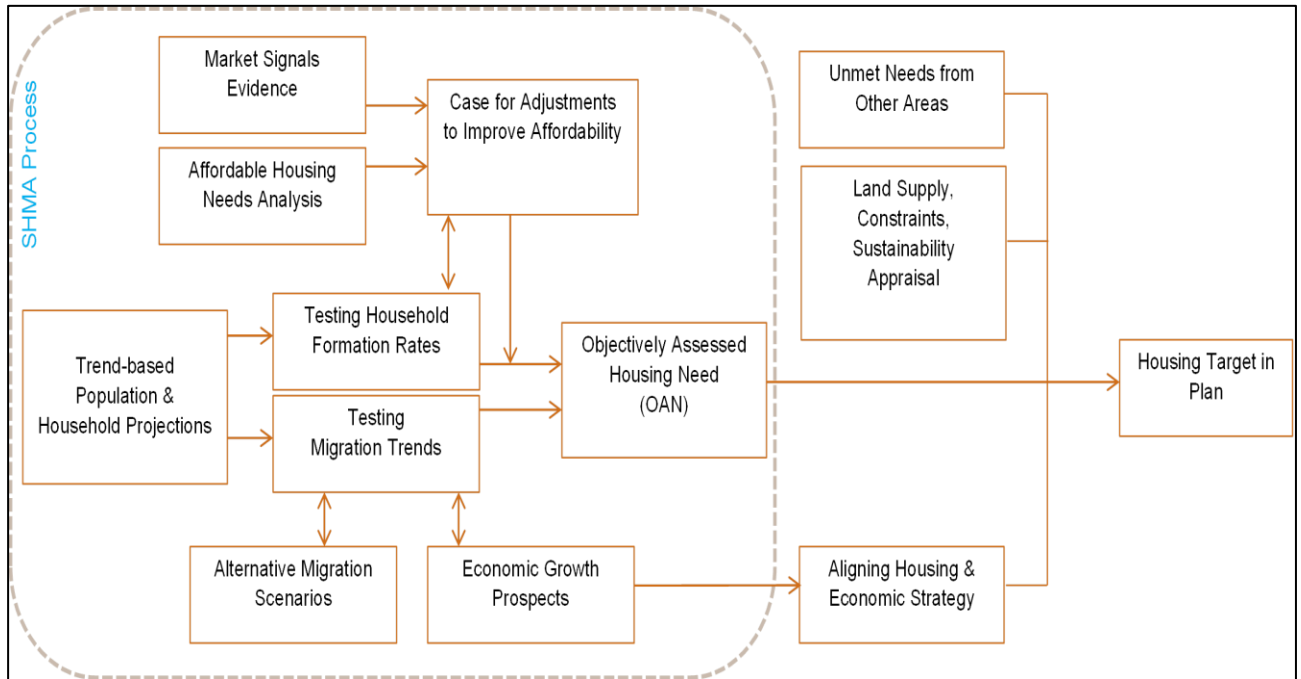 SHMA Process
Market Signals
Evidence
Affordable Housing
Needs Analysis
Case for Adjustments
to Improve Affordability
Trend-based
Population &
Household Projections
Testing Household
Formation Rates
Testing
Migration Trends
Alternative Migration
Scenarios
Economic Growth
Prospects
Objectively Assessed
Housing Need
(OAN)
Unmet Needs from
Other Areas
Land Supply,
Constraints,
Sustainability
Appraisal
Aligning Housing &
Economic Strategy
Housing Target in
Plan